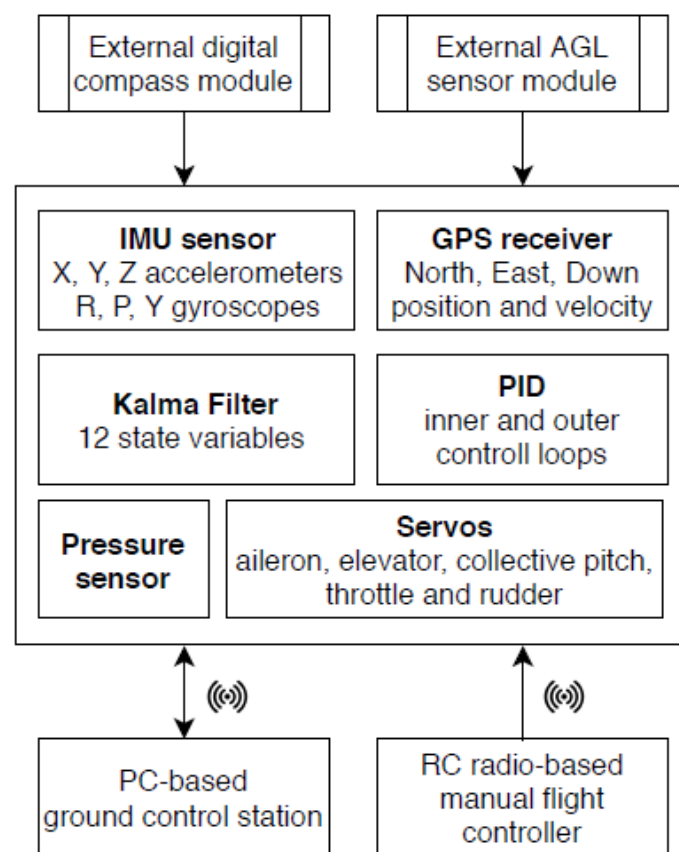 External digital
compass module
External AGL
sensor module
IMU sensor
X, Y, Z accelerometers
R, P, Y gyroscopes
GPS receiver
North, East, Down
position and velocity
Kalma Filter
12 state variables
PID
inner and outer
controll loops
Pressure
sensor
Servos
aileron, elevator, collective pitch,
throttle and rudder
PC-based
ground control station
RC radio-based
manual flight
controller